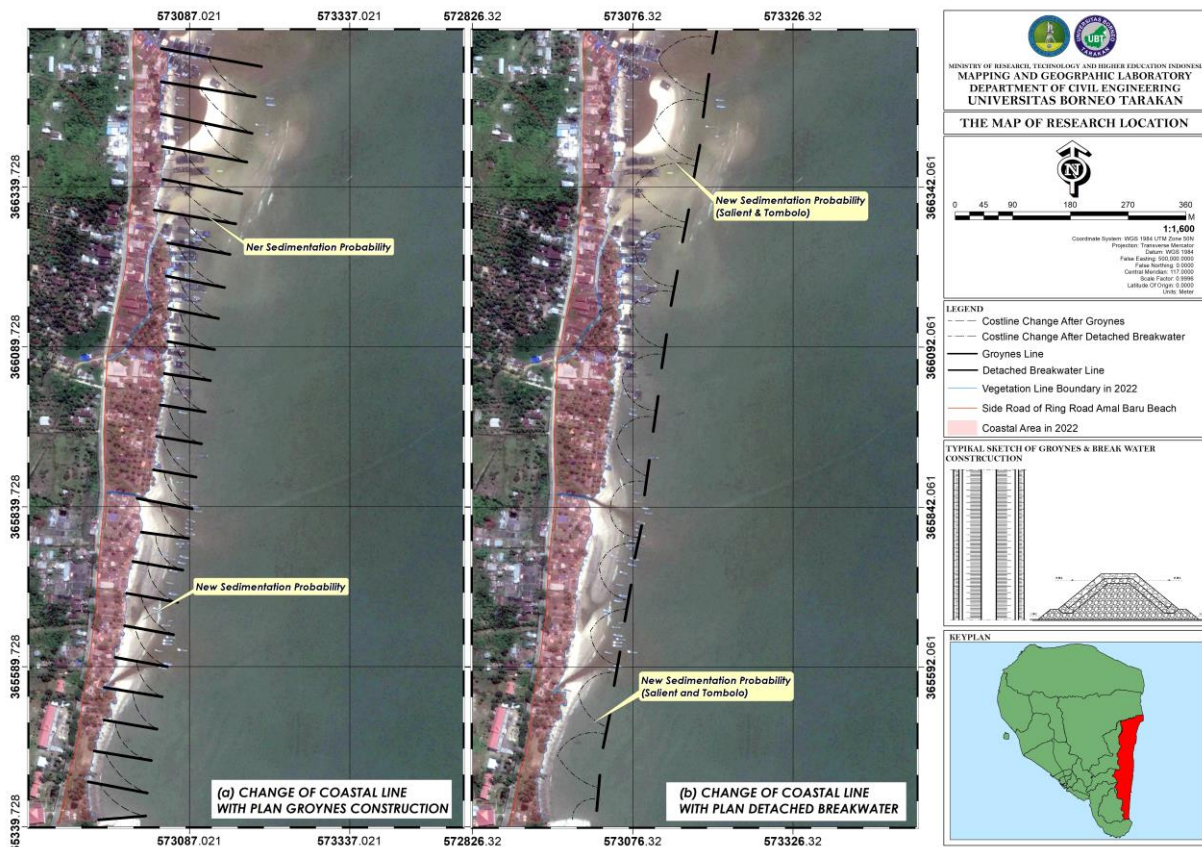 573087.021
573337.021
572826.32
573076.32
573326.32
366339.728
366089.728
365839.728
365589.728
365339.728
366342.061
366092.061
365842.061
365592.061
Ner Sedimentation Probability
New Sedimentation Probability
(a) CHANGE OF COASTAL LINE
WITH PLAN GROYNES CONSTRUCTION
New Sedimentation Probability
(Salient & Tombolo)
New Sedimentation Probability
(Salient and Tombolo)
(b) CHANGE OF COASTAL LINE
WITH PLAN DETACHED BREAKWATER
573087.021
573337.021
572826.32
573076.32
573326.32
UNIVERSITAS BORNEO
UBT
TARAKAN
MINISTRY OF RESEARCH, TECHNOLOGY AND HIGHER EDUCATION INDONESI
MAPPING AND GEOGRPAHIC LABORATORY
DEPARTMENT OF CIVIL ENGINEERING
UNIVERSITAS BORNEO TARAKAN
THE MAP OF RESEARCH LOCATION
N
0 45 90 180 270 360
M
1:1,600
Coordinate System: WGS 1984 UTM Zone 50N
Projection: Transverse Mercator
Datum: WGS 1984
False Easting: 500,000.0000
False Northing: 0.0000
Central Meridian: 117.0000
Scale Factor: 0.9996
Latitude Of Origin: 0.0000
Units: Meter
LEGEND
Costline Change After Groynes
Costline Change After Detached Breakwater
Groynes Line
Detached Breakwater Line
Vegetation Line Boundary in 2022
Side Road of Ring Road Amal Baru Beach
Coastal Area in 2022
TYPIKAL SKETCH OF GROYNES & BREAK WATER
CONSTRCUCTION
KEYPLAN